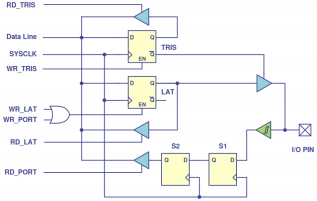 RD_TRIS
Data Line
D Q
TRIS
SYSCLK
Q
EN
WR_TRIS
D Q
LAT
Q
EN
WR_LAT
WR_PORT
I/O PIN
RD_LAT
S2
S1
Q D
Q D
RD_PORT